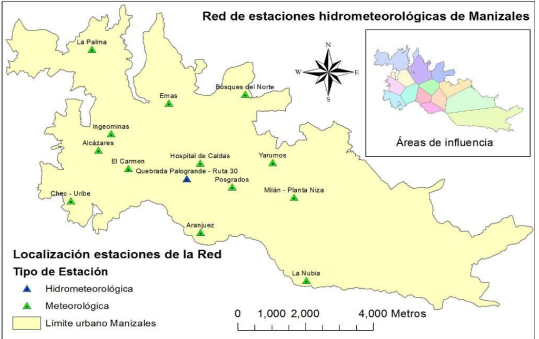 Red de estaciones hidrometeorológicas de Manizales
La Palma
N
W
E
S
Bosques del Norte
Emas
Áreas de influencia
Ingeominas
Alcázares
El Carmen
Hospital de Caldas
Yarumos
Quebrada Palogrande - Ruta 30
Posgrados
Milán - Planta Niza
Chec - Uribe
Aranjuez
La Nubia
Localización estaciones de la Red
Tipo de Estación
Hidrometeorológica
Meteorológica
Límite urbano Manizales
0 1,000 2,000 4,000 Metros